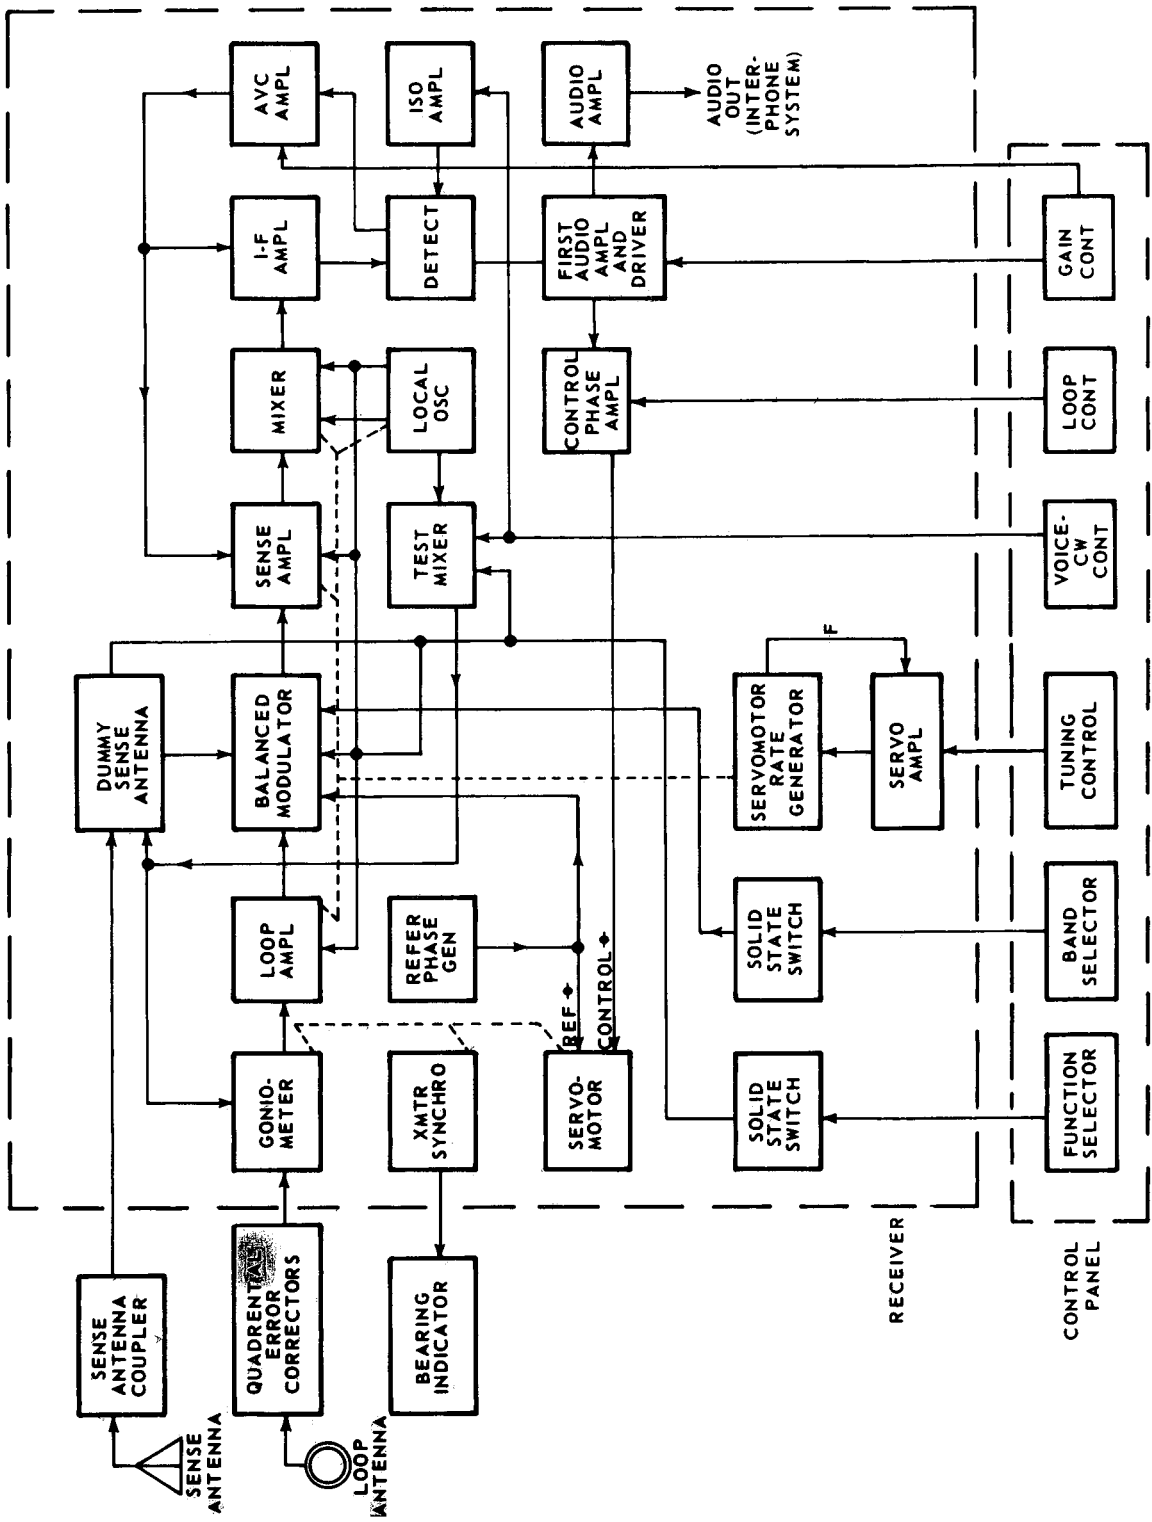 SENSE
ANTENNA
SENSE
ANTENNA
COUPLER
DUMMY
SENSE
ANTENNA
LOOP
ANTENNA
QUADRENTAL
ERROR
CORRECTORS
GONIO-
METER
LOOP
AMPL
BALANCED
MODULATOR
SENSE
AMPL
MIXER
I-F
AMPL
AVC
AMPL
BEARING
INDICATOR
XMTR
SYNCHRO
REFER
PHASE
GEN
TEST
MIXER
LOCAL
OSC
DETECT
ISO
AMPL
SERVO-
MOTOR
REF ϕ
CONTROL ϕ
CONTROL
PHASE
AMPL
FIRST
AUDIO
AMPL
AND
DRIVER
AUDIO
AMPL
AUDIO
OUT
(INTER-
PHONE
SYSTEM)
SOLID
STATE
SWITCH
SOLID
STATE
SWITCH
SERVOMOTOR
RATE
GENERATOR
F
SERVO
AMPL
RECEIVER
CONTROL
PANEL
FUNCTION
SELECTOR
BAND
SELECTOR
TUNING
CONTROL
VOICE-
CW
CONT
LOOP
CONT
GAIN
CONT